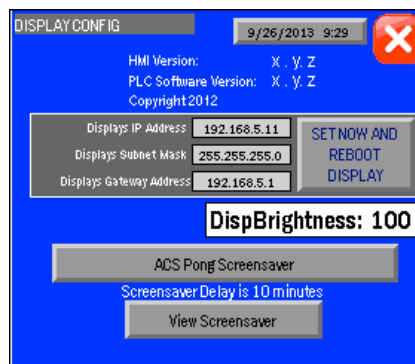 DISPLAY CONFIG
9/26/2013 9:29
HMI Version: X . y. Z
PLC Software Version: X . y. Z
Copyright 2012
Displays IP Address 192.168.5.11
Displays Subnet Mask 255.255.255.0
Displays Gateway Address 192.168.5.1
SET NOW AND
REBOOT
DISPLAY
DispBrightness: 100
ACS Pong Screensaver
Screensaver Delay is 10 minutes
View Screensaver